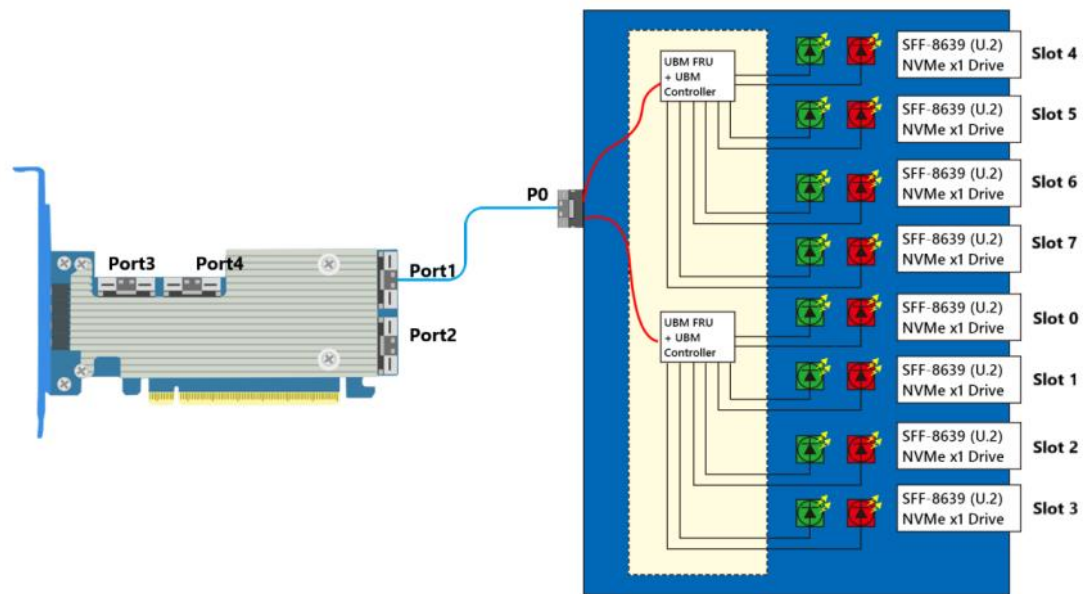 Port3
Port4
Port1
Port2
P0
UBM FRU
+ UBM
Controller
SFF-8639 (U.2)
NVMe x1 Drive
Slot 4
SFF-8639 (U.2)
NVMe x1 Drive
Slot 5
SFF-8639 (U.2)
NVMe x1 Drive
Slot 6
SFF-8639 (U.2)
NVMe x1 Drive
Slot 7
UBM FRU
+ UBM
Controller
SFF-8639 (U.2)
NVMe x1 Drive
Slot 0
SFF-8639 (U.2)
NVMe x1 Drive
Slot 1
SFF-8639 (U.2)
NVMe x1 Drive
Slot 2
SFF-8639 (U.2)
NVMe x1 Drive
Slot 3